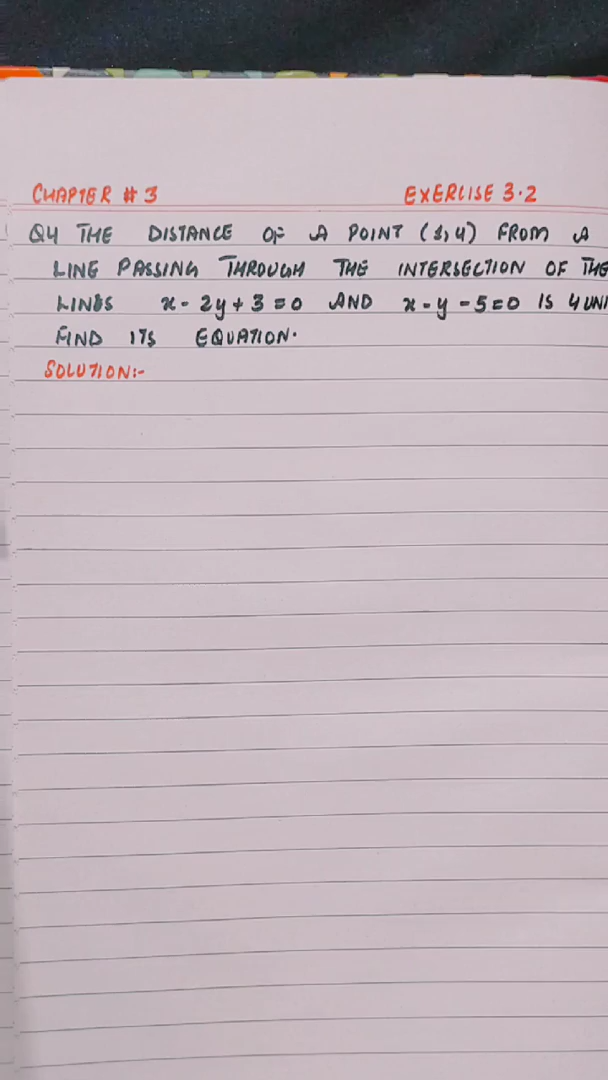 CHAPTER # 3 EXERCISE 3.2
Q4 THE DISTANCE OF A POINT (1,4) FROM A
LINE PASSING THROUGH THE INTERSECTION OF THE
LINES x - 2y + 3 = 0 AND x - y - 5 = 0 IS 4 UNI
FIND ITS EQUATION.
SOLUTION:-